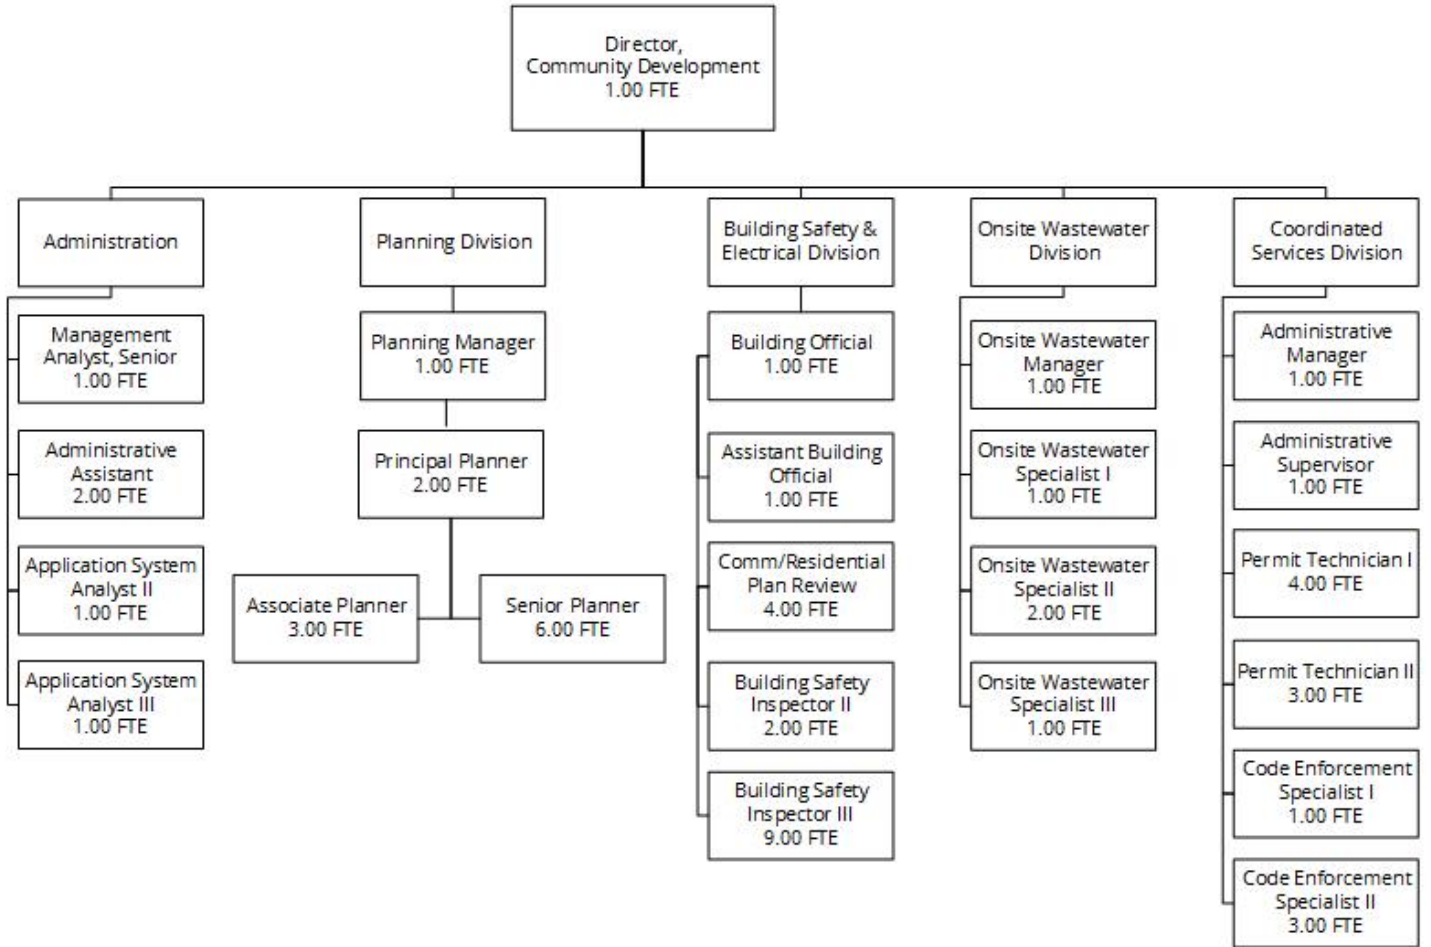 Director,
Community Development
1.00 FTE
Administration
Management
Analyst, Senior
1.00 FTE
Administrative
Assistant
2.00 FTE
Application System
Analyst II
1.00 FTE
Application System
Analyst III
1.00 FTE
Planning Division
Planning Manager
1.00 FTE
Principal Planner
2.00 FTE
Associate Planner
3.00 FTE
Senior Planner
6.00 FTE
Building Safety &
Electrical Division
Building Official
1.00 FTE
Assistant Building
Official
1.00 FTE
Comm/Residential
Plan Review
4.00 FTE
Building Safety
Inspector II
2.00 FTE
Building Safety
Inspector III
9.00 FTE
Onsite Wastewater
Division
Onsite Wastewater
Manager
1.00 FTE
Onsite Wastewater
Specialist I
1.00 FTE
Onsite Wastewater
Specialist II
2.00 FTE
Onsite Wastewater
Specialist III
1.00 FTE
Coordinated
Services Division
Administrative
Manager
1.00 FTE
Administrative
Supervisor
1.00 FTE
Permit Technician I
4.00 FTE
Permit Technician II
3.00 FTE
Code Enforcement
Specialist I
1.00 FTE
Code Enforcement
Specialist II
3.00 FTE